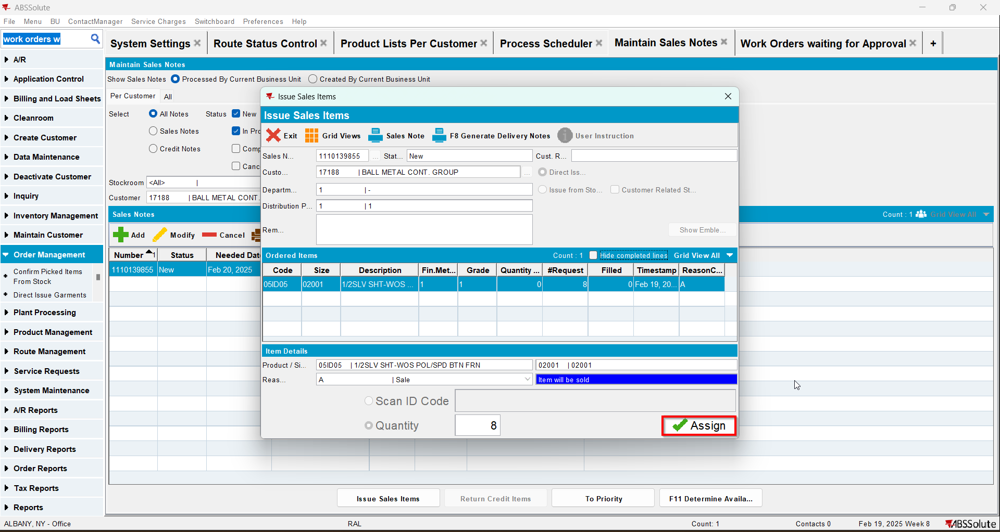 ABSSolute
File Menu BU ContactManager Service Charges Switchboard Preferences Help
work orders w
System Settings
Route Status Control
Product Lists Per Customer
Process Scheduler
Maintain Sales Notes
Work Orders waiting for Approval
+
A/R
Application Control
Billing and Load Sheets
Cleanroom
Create Customer
Data Maintenance
Deactivate Customer
Inquiry
Inventory Management
Maintain Customer
Order Management
Confirm Picked Items
From Stock
Direct Issue Garments
Plant Processing
Product Management
Route Management
Service Requests
System Maintenance
A/R Reports
Billing Reports
Delivery Reports
Order Reports
Tax Reports
Reports
Maintain Sales Notes
Show Sales Notes Processed By Current Business Unit Created By Current Business Unit
Per Customer All
Select All Notes Status New
Sales Notes In Pro
Credit Notes Comp
Canc
Stockroom <All> |
Customer 17188 | BALL METAL CONT.
Sales Notes
Count : 1 Grid View All
Add Modify Cancel
Number 1 Status Needed Dat
1110139855 New Feb 20, 2025
Issue Sales Items
Issue Sales Items
Exit Grid Views Sales Note F8 Generate Delivery Notes User Instruction
Sales N... 1110139855 ... Stat... New Cust. R...
Custo... 17188 | BALL METAL CONT. GROUP ... Direct Iss...
Departm... 1 | - Issue from Sto... Customer Related St...
Distribution P... 1 | 1
Rem... Show Emble...
Ordered Items Count : 1 Hide completed lines Grid View All
Code Size Description Fin.Met... Grade Quantity ... #Request Filled Timestamp ReasonC...
05ID05 02001 1/2SLV SHT-WOS ... 1 1 0 8 0 Feb 19, 20... A
Item Details
Product / Si... 05ID05 | 1/2SLV SHT-WOS POL/SPD BTN FRN 02001 | 02001
Reas... A | Sale Item will be sold
Scan ID Code
Quantity 8 Assign
Issue Sales Items Return Credit Items To Priority F11 Determine Availa...
ALBANY, NY - Office RAL Count: 1 Contacts 0 Feb 19, 2025 Week 8 ABSSolute